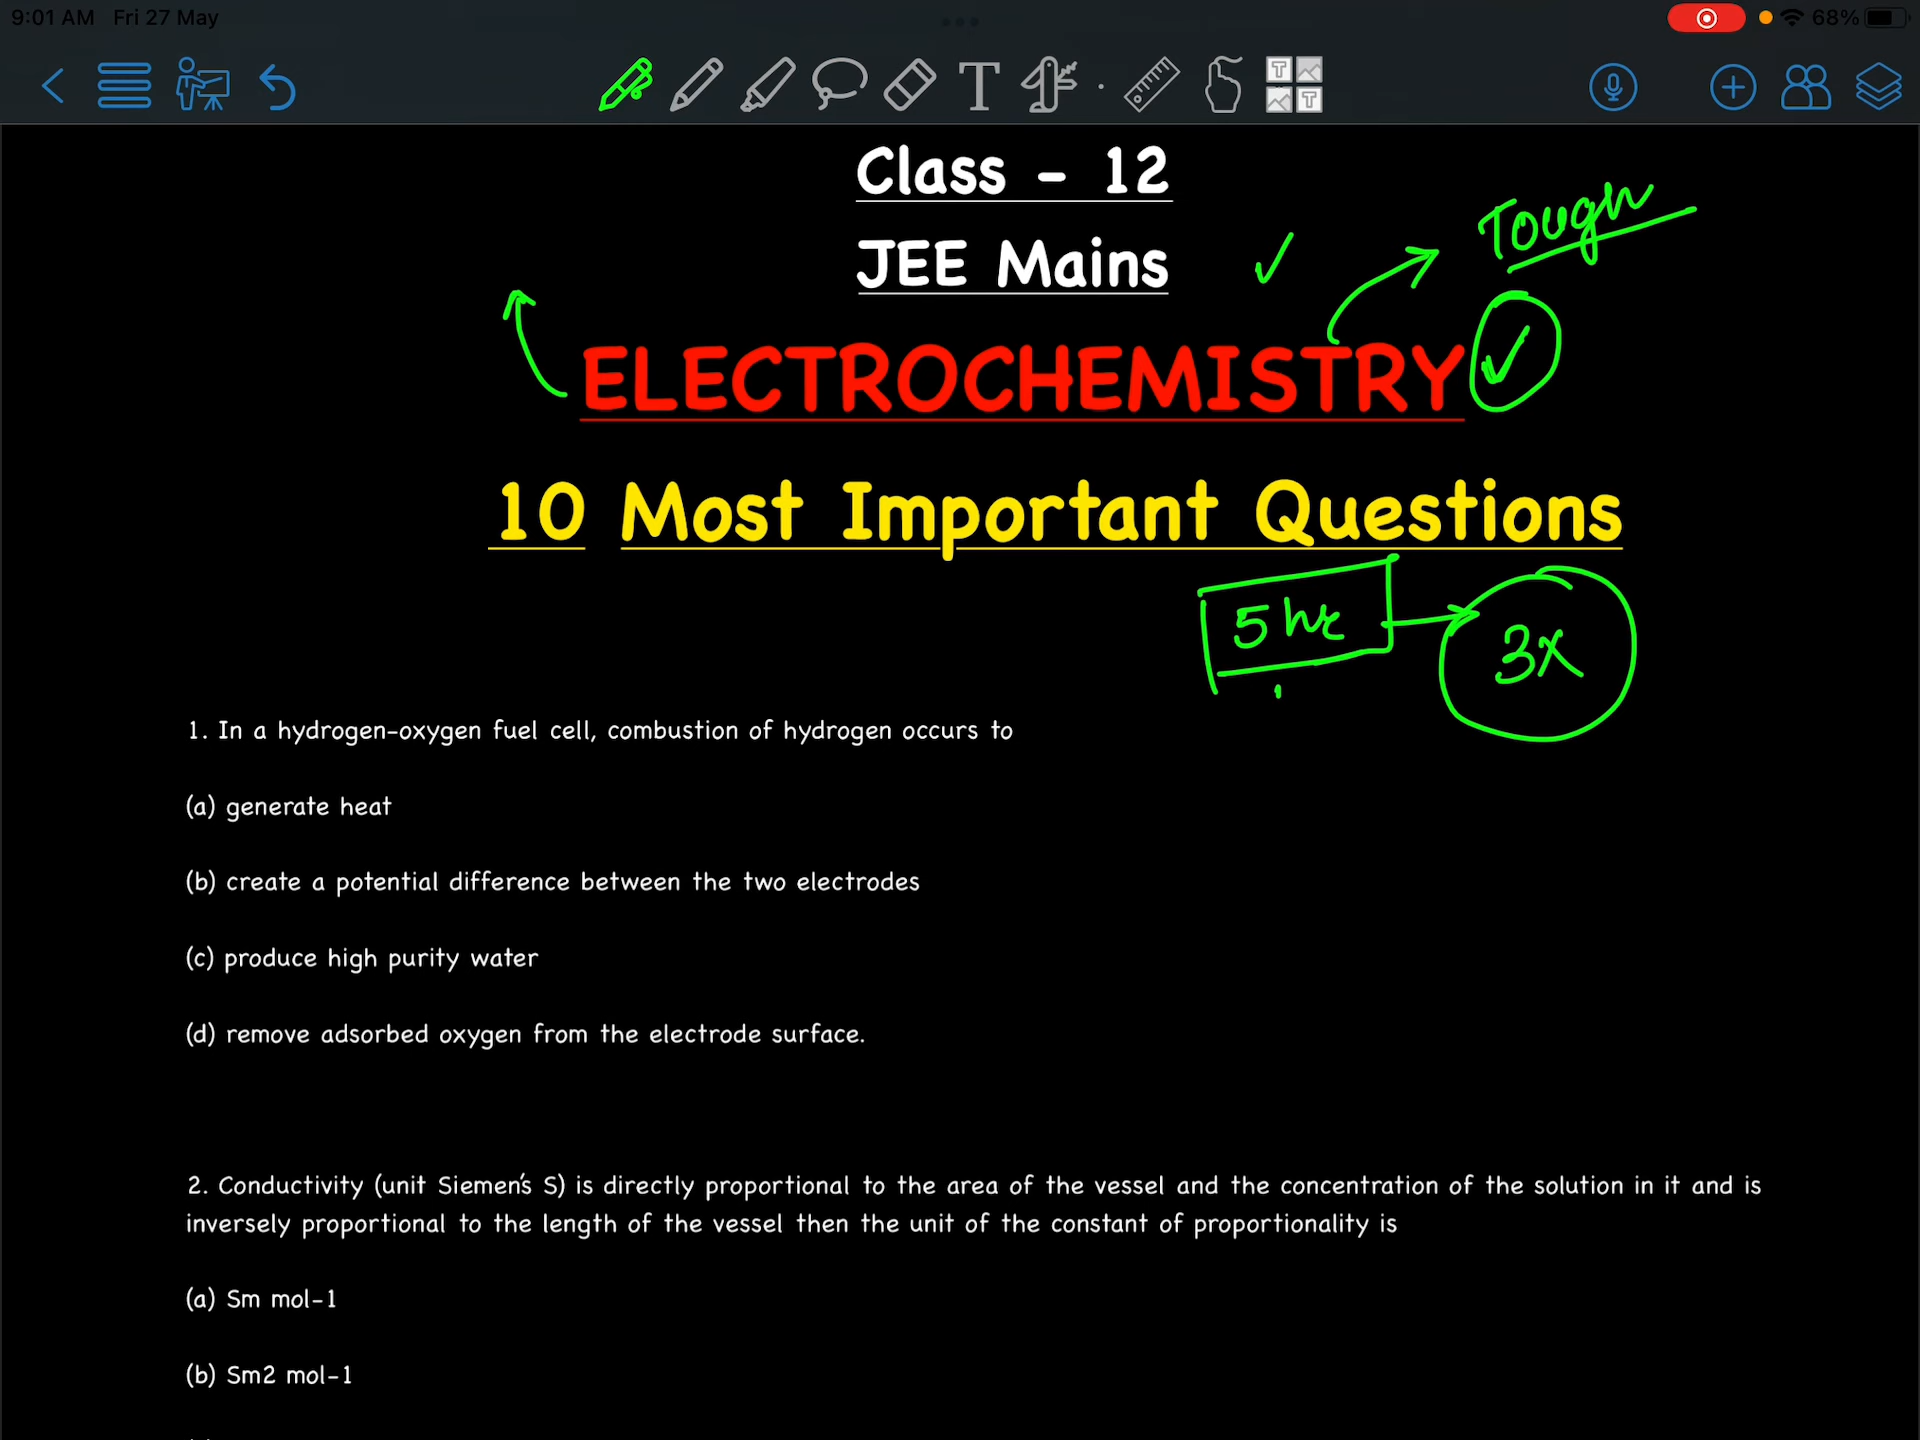 9:01 AM Fri 27 May
68%
Class - 12
JEE Mains
Tough
ELECTROCHEMISTRY
10 Most Important Questions
3x
1. In a hydrogen-oxygen fuel cell, combustion of hydrogen occurs to
(a) generate heat
(b) create a potential difference between the two electrodes
(c) produce high purity water
(d) remove adsorbed oxygen from the electrode surface.
2. Conductivity (unit Siemen's S) is directly proportional to the area of the vessel and the concentration of the solution in it and is
inversely proportional to the length of the vessel then the unit of the constant of proportionality is
(a) Sm mol-1
(b) Sm2 mol-1